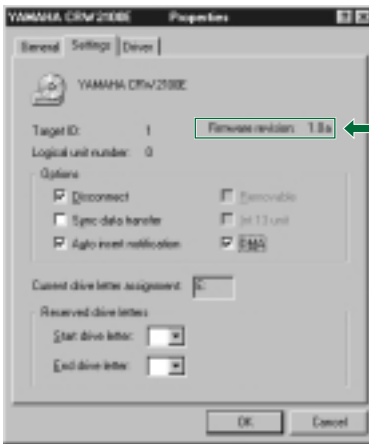 YAMAHA CRW2100E Properties
General Settings Driver
YAMAHA CRW2100E
Target ID: 1 Firmware revision: 1.0a
Logical unit number: 0
Options
Disconnect Removable
Sync data transfer Int 13 unit
Auto insert notification DMA
Current drive letter assignment:
Reserved drive letters
Start drive letter:
End drive letter:
OK Cancel